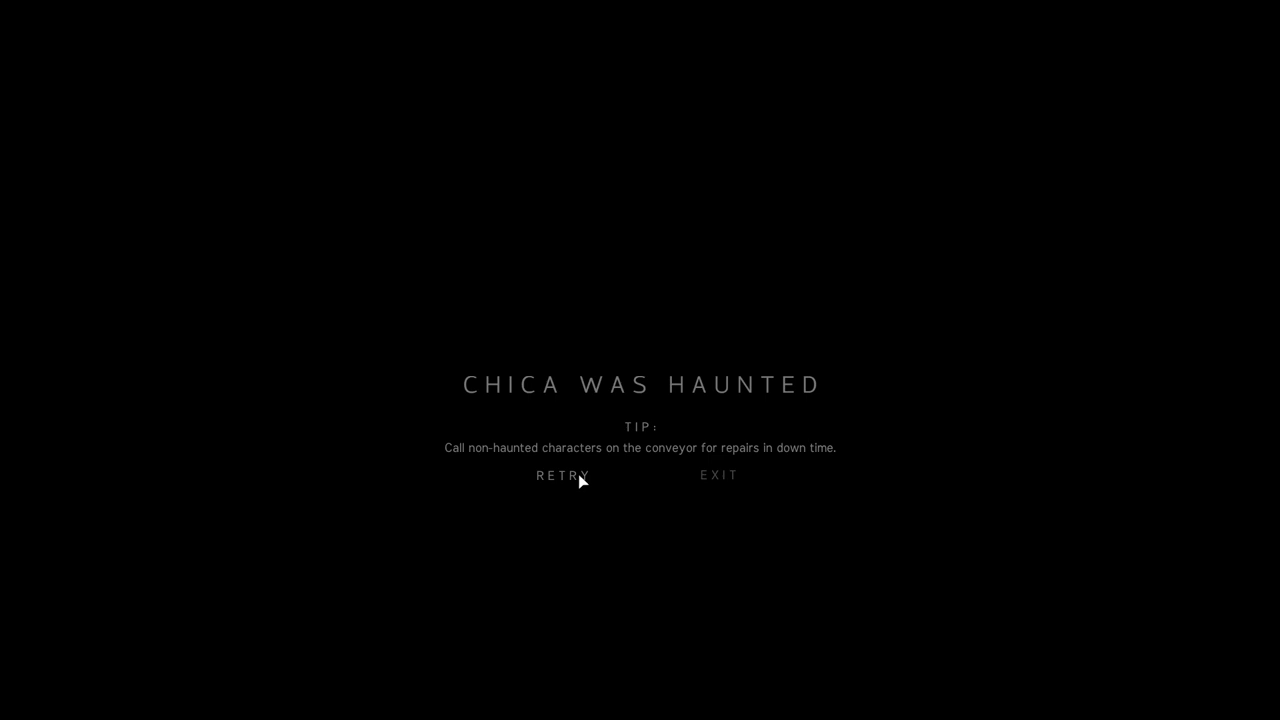 CHICA WAS HAUNTED
TIP:
Call non-haunted characters on the conveyor for repairs in down time.
RETRY EXIT